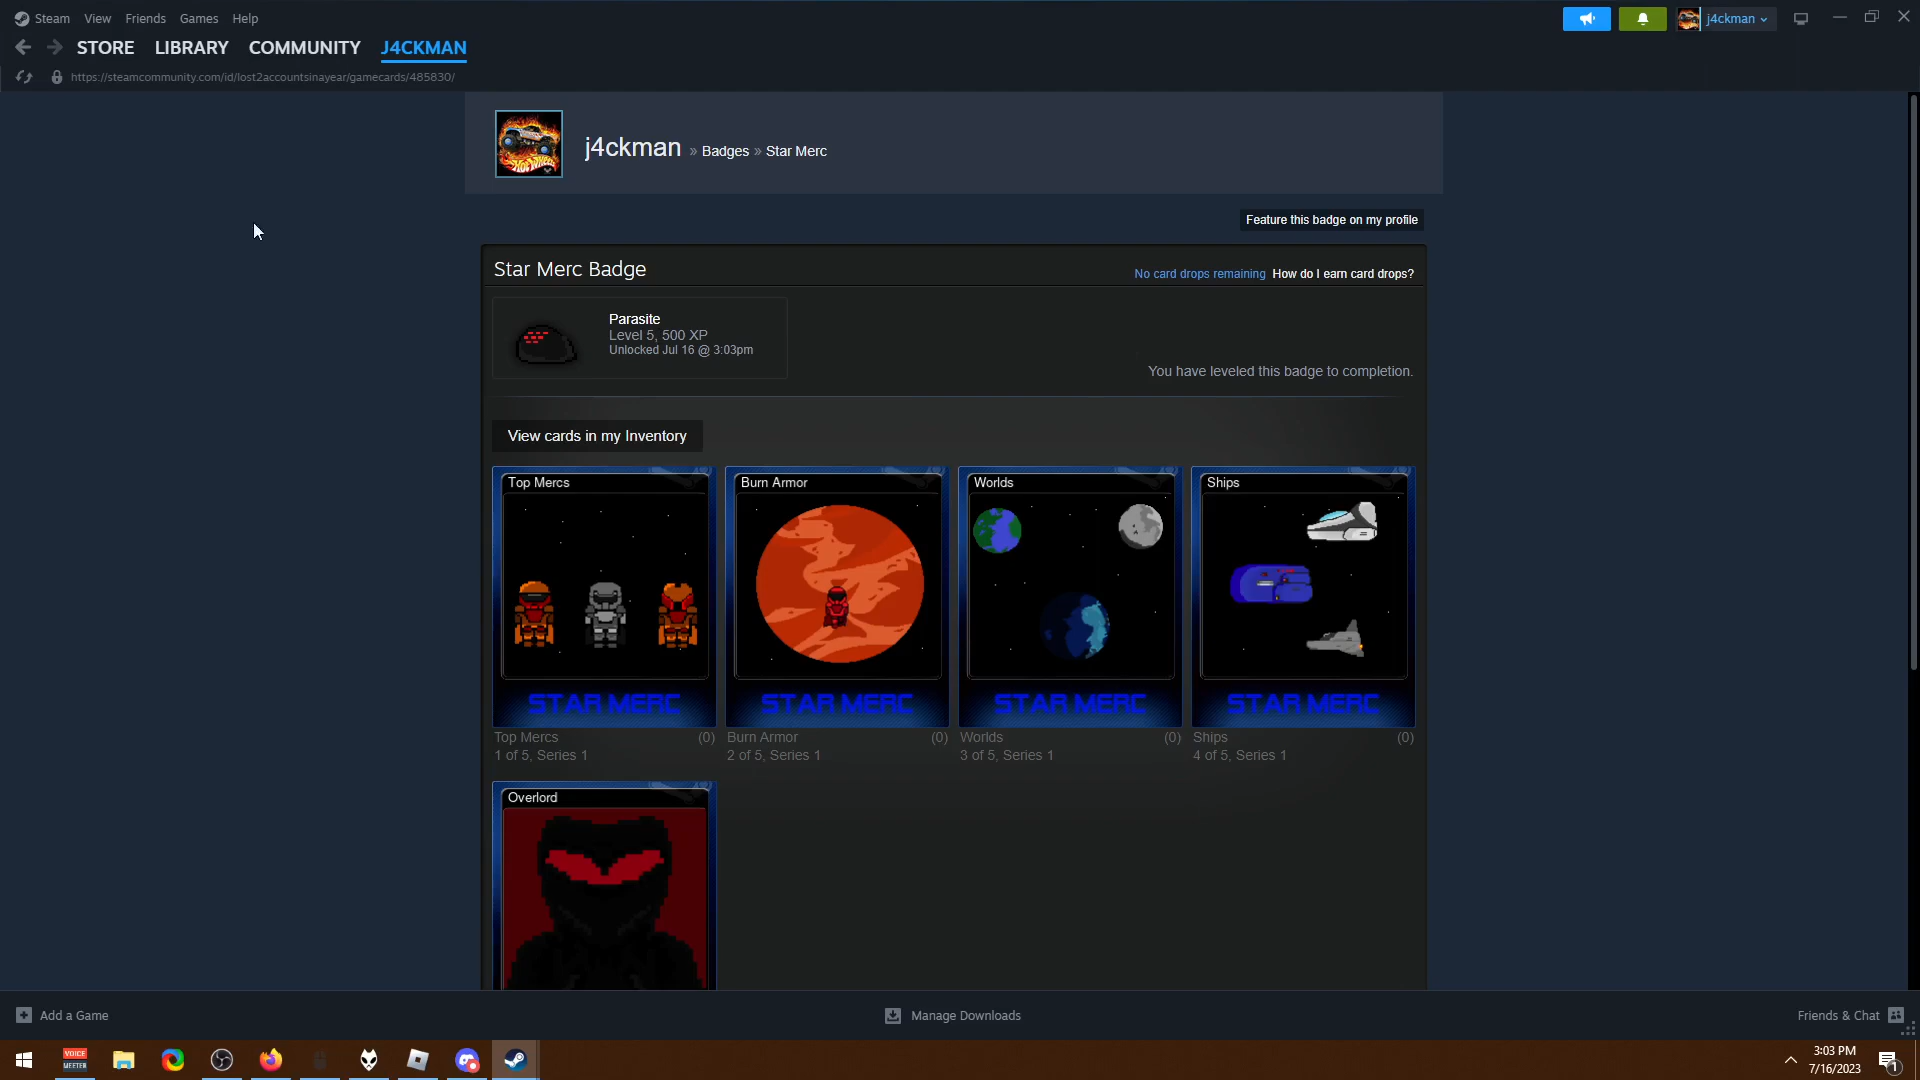 Steam View Friends Games Help
j4ckman
STORE LIBRARY COMMUNITY J4CKMAN
https://steamcommunity.com/id/lost2accountsinayear/gamecards/485830/
HOT WHEELS
j4ckman » Badges » Star Merc
Feature this badge on my profile
Star Merc Badge
No card drops remaining How do I earn card drops?
Parasite
Level 5, 500 XP
Unlocked Jul 16 @ 3:03pm
You have leveled this badge to completion.
View cards in my Inventory
Top Mercs Burn Armor Worlds Ships
STAR MERC STAR MERC STAR MERC STAR MERC
Top Mercs (0) Burn Armor (0) Worlds (0) Ships (0)
1 of 5, Series 1 2 of 5, Series 1 3 of 5, Series 1 4 of 5, Series 1
Overlord
Add a Game Manage Downloads Friends & Chat
VOICE
MEETER
3:03 PM
7/16/2023
1